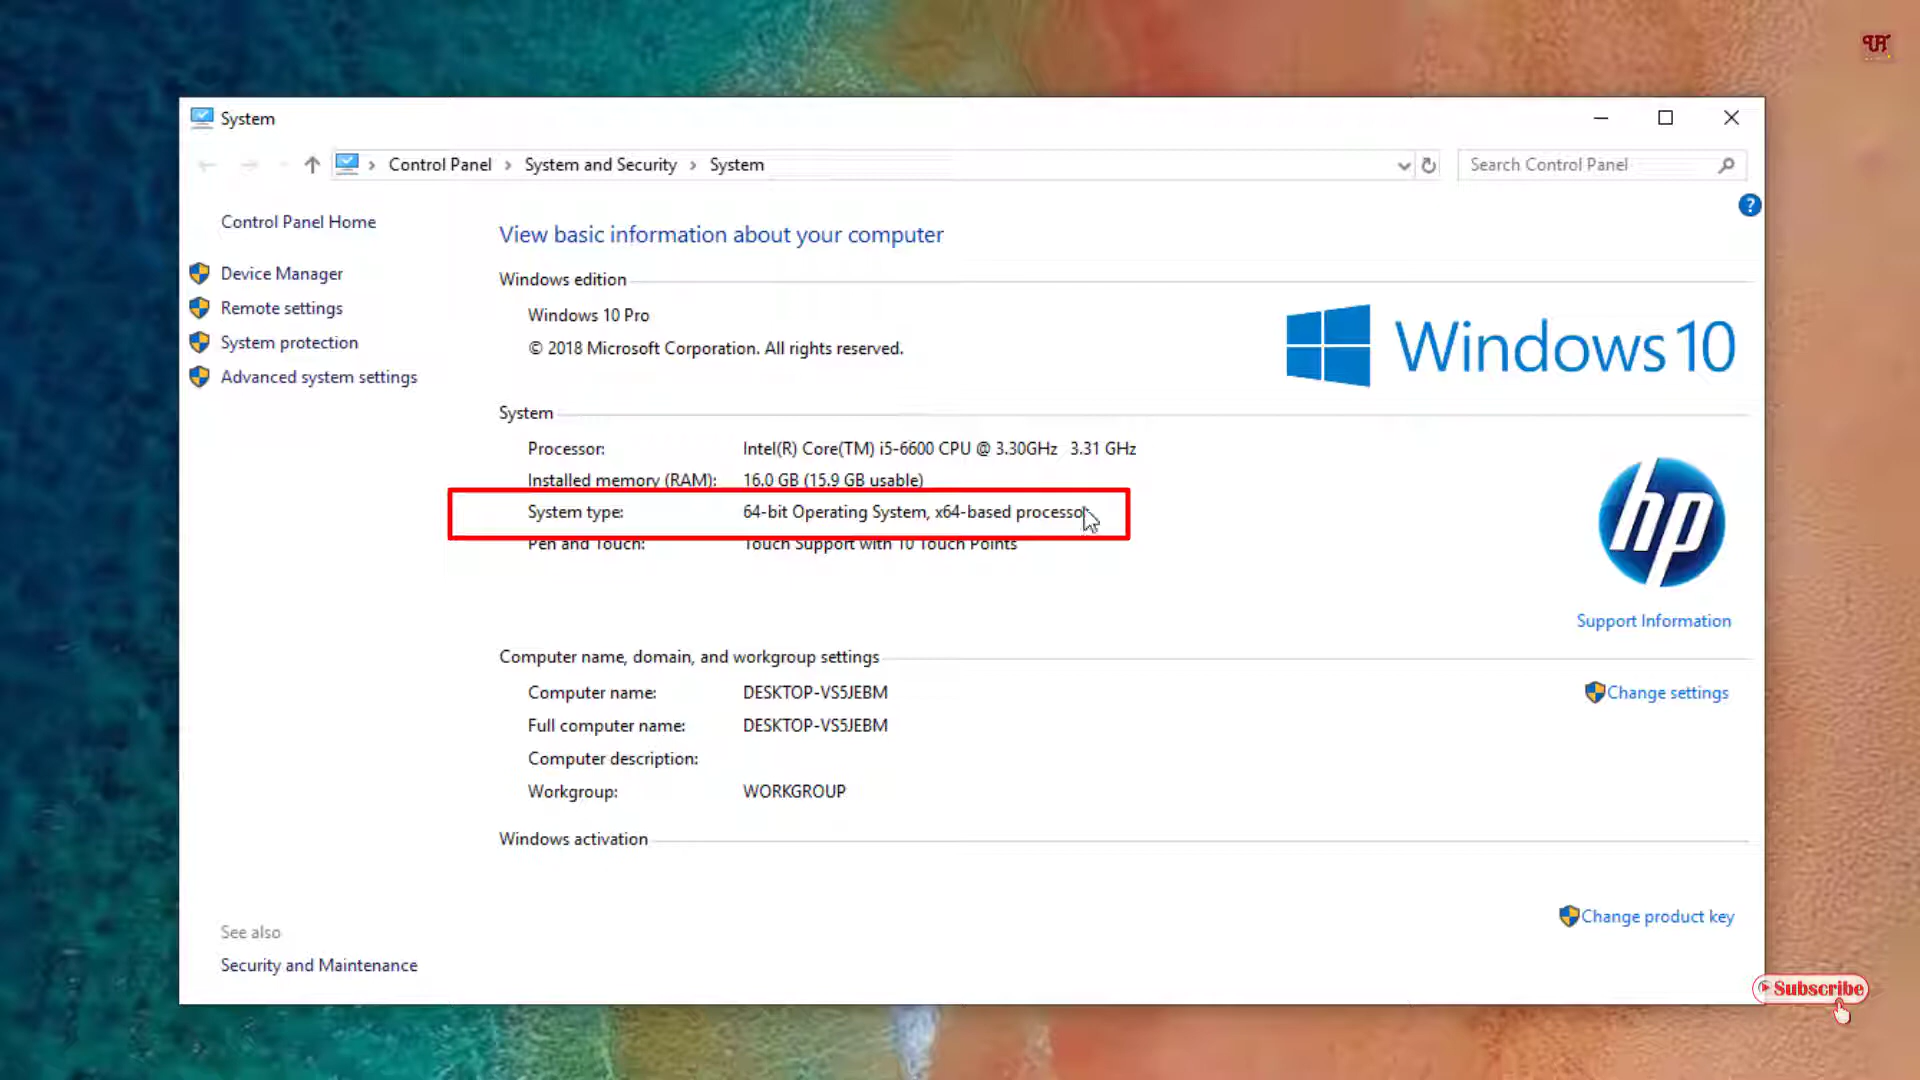 System
Control Panel > System and Security > System
Search Control Panel
Control Panel Home
Device Manager
Remote settings
System protection
Advanced system settings
See also
Security and Maintenance
?
View basic information about your computer
Windows edition
Windows 10 Pro
© 2018 Microsoft Corporation. All rights reserved.
Windows 10
System
Processor: Intel(R) Core(TM) i5-6600 CPU @ 3.30GHz 3.31 GHz
Installed memory (RAM): 16.0 GB (15.9 GB usable)
System type: 64-bit Operating System, x64-based processor
Pen and Touch: Touch Support with 10 Touch Points
hp
Support Information
Computer name, domain, and workgroup settings
Computer name: DESKTOP-VS5JEBM
Change settings
Full computer name: DESKTOP-VS5JEBM
Computer description:
Workgroup: WORKGROUP
Windows activation
Change product key
Subscribe